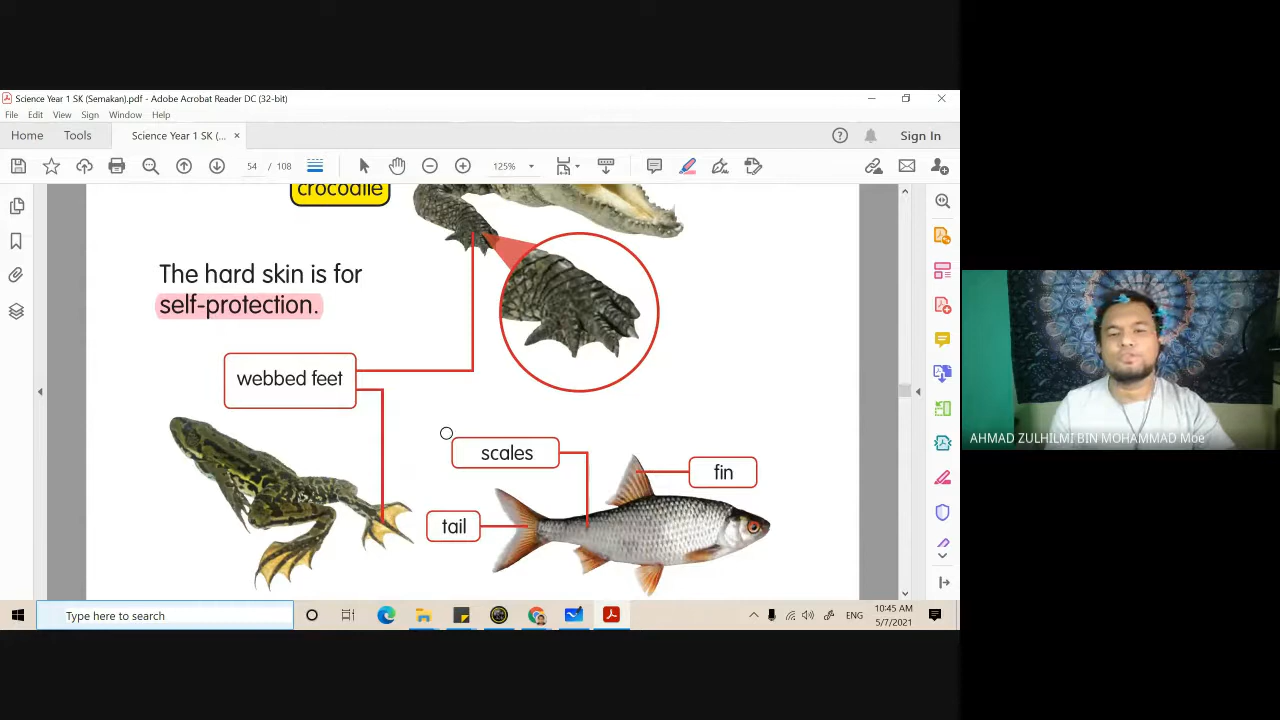 Science Year 1 SK (Semakan).pdf - Adobe Acrobat Reader DC (32-bit)
File Edit View Sign Window Help
Home Tools Science Year 1 SK (... × Sign In
54 / 108 125%
crocodile
The hard skin is for
self-protection.
webbed feet
scales
fin
tail
AHMAD ZULHILMI BIN MOHAMMAD Moe
Type here to search
ENG
10:45 AM
5/7/2021